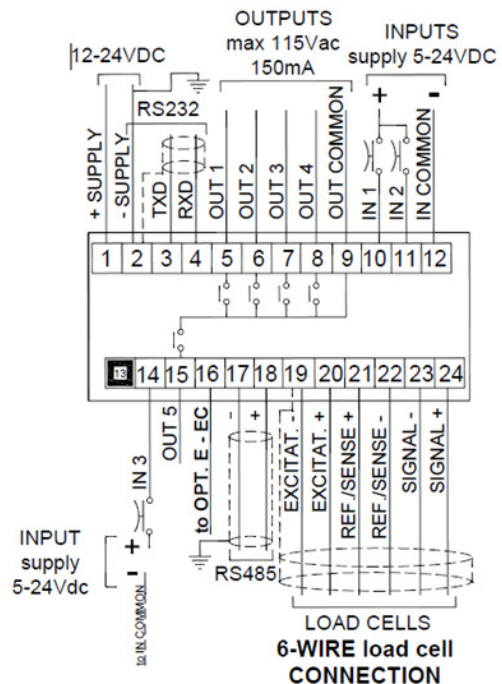 OUTPUTS
max 115Vac
150mA
INPUTS
supply 5-24VDC
12-24VDC
RS232
+ -
+ SUPPLY
- SUPPLY
TXD
RXD
OUT 1
OUT 2
OUT 3
OUT 4
OUT COMMON
IN 1
IN 2
IN COMMON
1 2 3 4 5 6 7 8 9 10 11 12
13 14 15 16 17 18 19 20 21 22 23 24
IN 3
OUT 5
to OPT. E - EC
-
+
EXCITAT. -
EXCITAT. +
REF./SENSE +
REF./SENSE -
SIGNAL -
SIGNAL +
INPUT
supply
5-24Vdc
+
-
to IN COMMON
RS485
LOAD CELLS
6-WIRE load cell
CONNECTION